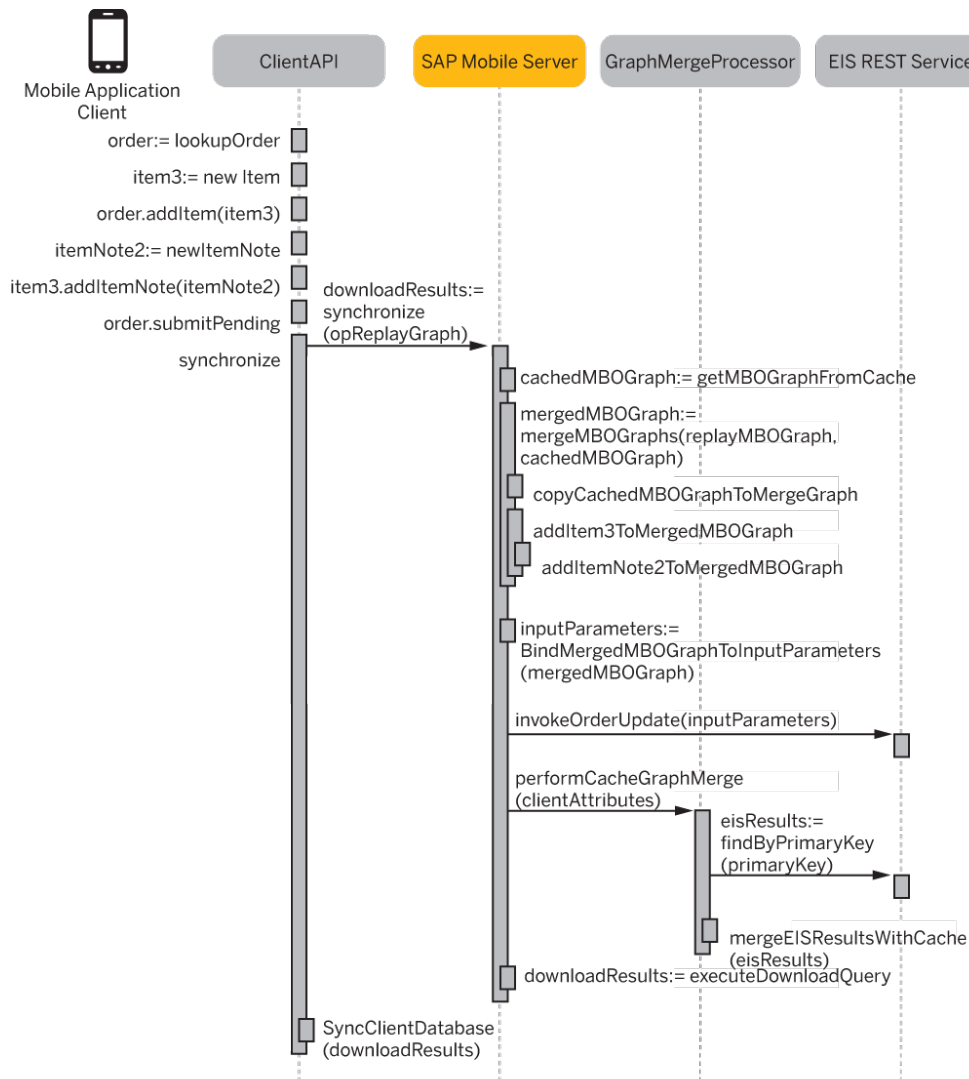 ClientAPI
SAP Mobile Server
GraphMergeProcessor
EIS REST Service
Mobile Application
Client
order:= lookupOrder
item3:= new Item
order.addItem(item3)
itemNote2:= newItemNote
item3.addItemNote(itemNote2)
order.submitPending
synchronize
downloadResults:=
synchronize
(opReplayGraph)
cachedMBOGraph:= getMBOGraphFromCache
mergedMBOGraph:=
mergeMBOGraphs(replayMBOGraph,
cachedMBOGraph)
copyCachedMBOGraphToMergeGraph
addItem3ToMergedMBOGraph
addItemNote2ToMergedMBOGraph
inputParameters:=
BindMergedMBOGraphToInputParameters
(mergedMBOGraph)
invokeOrderUpdate(inputParameters)
performCacheGraphMerge
(clientAttributes)
eisResults:=
findByPrimaryKey
(primaryKey)
mergeEISResultsWithCache
(eisResults)
downloadResults:= executeDownloadQuery
SyncClientDatabase
(downloadResults)